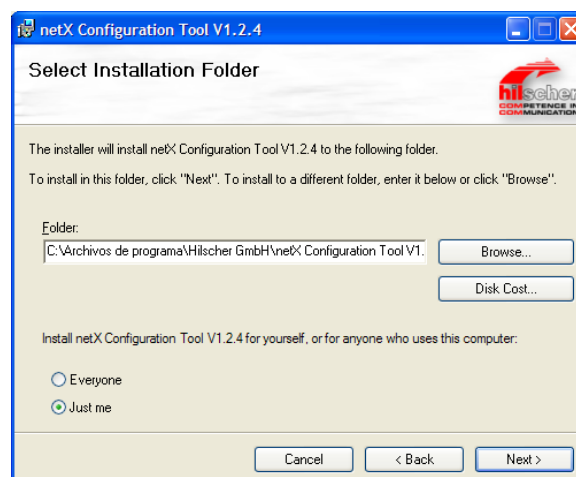 netX Configuration Tool V1.2.4
Select Installation Folder
hilscher
COMPETENCE IN
COMMUNICATION
The installer will install netX Configuration Tool V1.2.4 to the following folder.
To install in this folder, click "Next". To install to a different folder, enter it below or click "Browse".
Folder:
C:\Archivos de programa\Hilscher GmbH\netX Configuration Tool V1.
Browse...
Disk Cost...
Install netX Configuration Tool V1.2.4 for yourself, or for anyone who uses this computer:
Everyone
Just me
Cancel
< Back
Next >